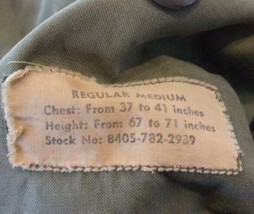 REGULAR MEDIUM
Chest: From 37 to 41 inches
Height: From 67 to 71 inches
Stock No: 8405-782-2939